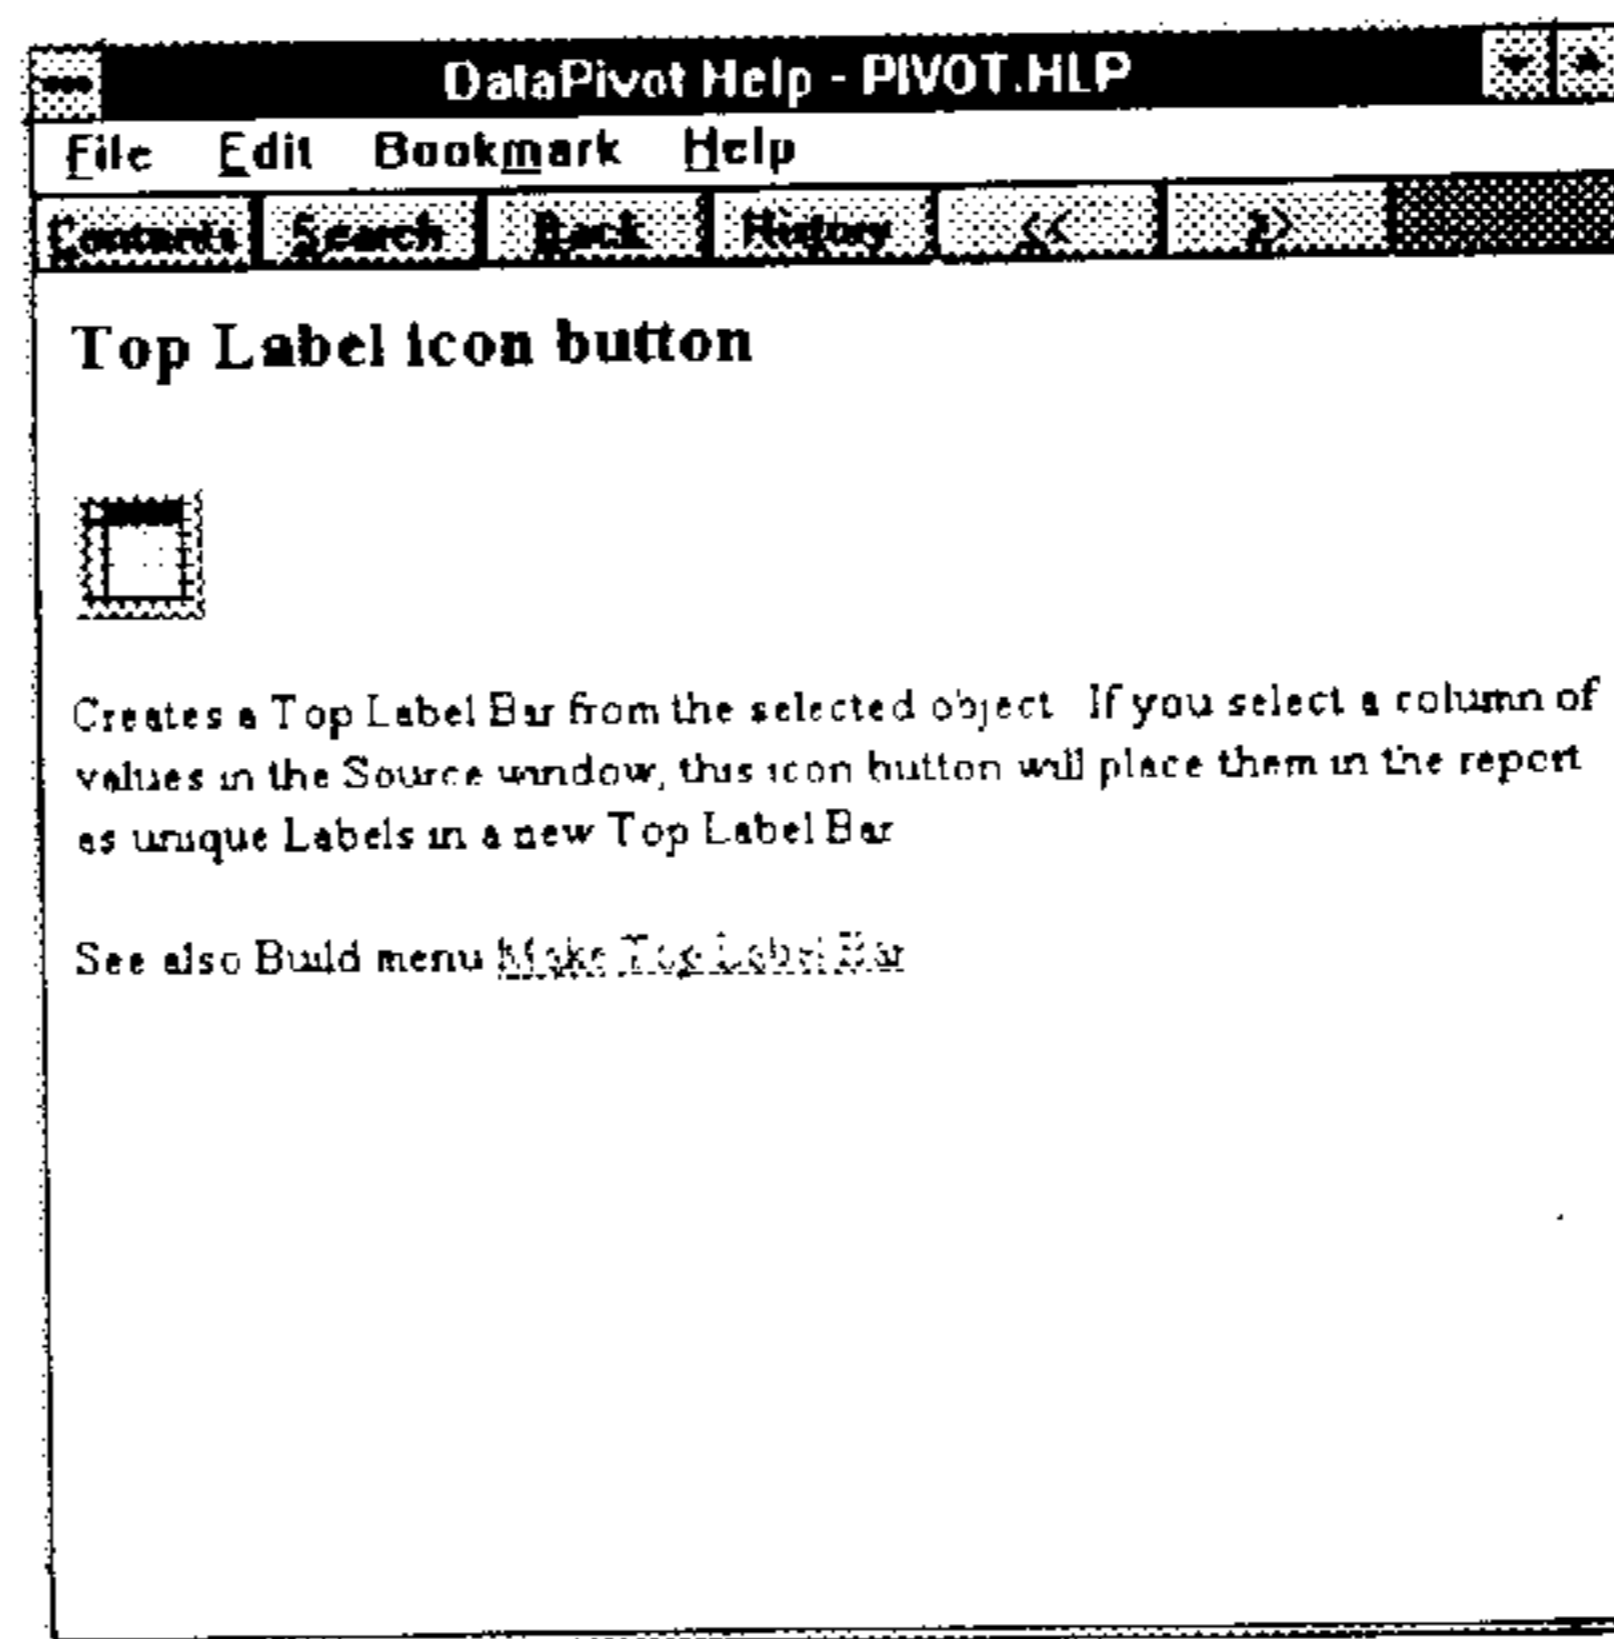 DataPivot Help - PIVOT.HLP
File Edit Bookmark Help
Contents Search Back History << >>
Top Label icon button
Creates a Top Label Bar from the selected object. If you select a column of
values in the Source window, this icon button will place them in the report
as unique Labels in a new Top Label Bar
See also Build menu Make Top Label Bar